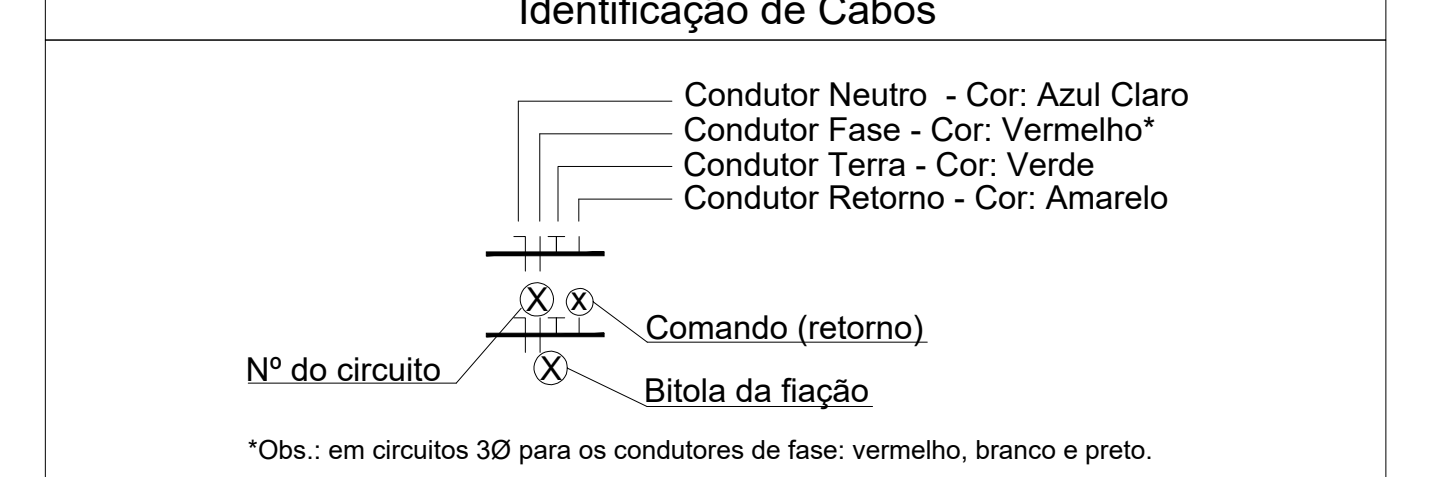 Identificação de Cabos
Condutor Neutro - Cor: Azul Claro
Condutor Fase - Cor: Vermelho*
Condutor Terra - Cor: Verde
Condutor Retorno - Cor: Amarelo
X X
Comando (retorno)
Nº do circuito
X
Bitola da fiação
*Obs.: em circuitos 3Ø para os condutores de fase: vermelho, branco e preto.